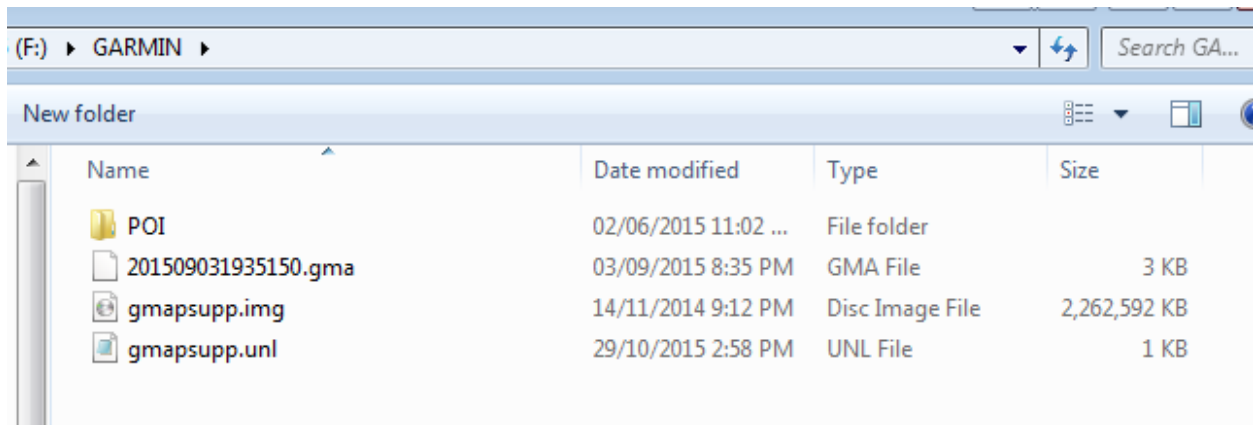 (F:) ▸ GARMIN ▸ Search GA...
New folder
Name Date modified Type Size
POI 02/06/2015 11:02 ... File folder
201509031935150.gma 03/09/2015 8:35 PM GMA File 3 KB
gmapsupp.img 14/11/2014 9:12 PM Disc Image File 2,262,592 KB
gmapsupp.unl 29/10/2015 2:58 PM UNL File 1 KB